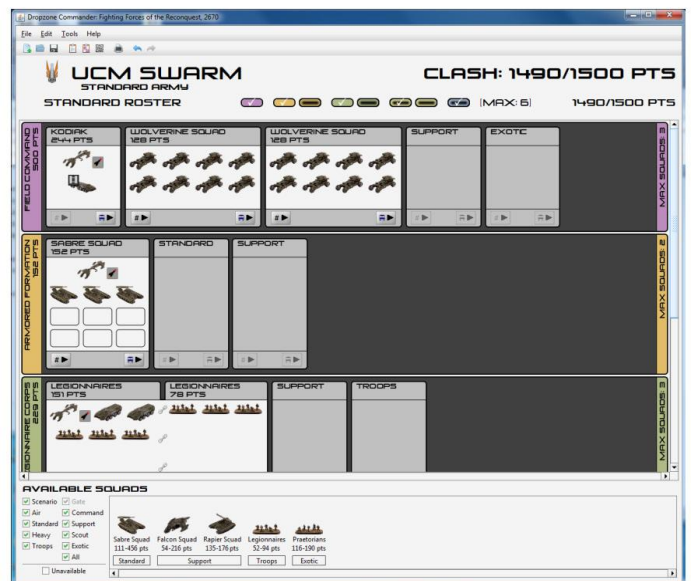 Dropzone Commander: Fighting Forces of the Reconquest, 2670
File Edit Tools Help
UCM SWARM
STANDARD ARMY
CLASH: 1490/1500 PTS
STANDARD ROSTER
[MAX: 6]
1490/1500 PTS
FIELD COMMAND
500 PTS
KODIAK
244 PTS
WOLVERINE SQUAD
128 PTS
WOLVERINE SQUAD
128 PTS
SUPPORT
EXOTIC
MAX SQUADS: 3
ARMORED FORMATION
152 PTS
SABRE SQUAD
152 PTS
STANDARD
SUPPORT
MAX SQUADS: 2
GIONNAIRE CORPS
229 PTS
LEGIONNAIRES
151 PTS
LEGIONNAIRES
78 PTS
SUPPORT
TROOPS
MAX SQUADS: 3
AVAILABLE SQUADS
Scenario Gate
Air Command
Standard Support
Heavy Scout
Troops Exotic
All
Unavailable
Sabre Squad Falcon Squad Rapier Squad Legionnaires Praetorians
111-456 pts 54-216 pts 135-176 pts 52-94 pts 116-190 pts
Standard Support Troops Exotic